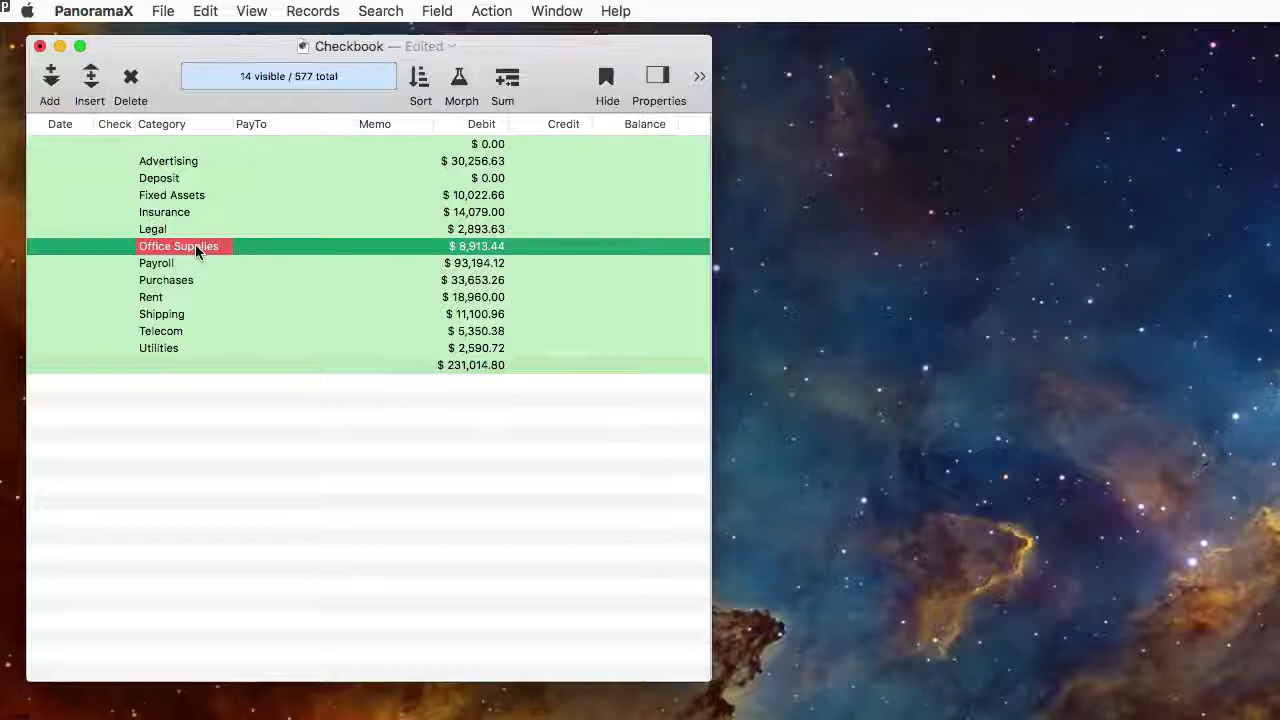 PanoramaX File Edit View Records Search Field Action Window Help
Checkbook — Edited
14 visible / 577 total
Add Insert Delete Sort Morph Sum Hide Properties
Date Check Category PayTo Memo Debit Credit Balance
$ 0.00
Advertising $ 30,256.63
Deposit $ 0.00
Fixed Assets $ 10,022.66
Insurance $ 14,079.00
Legal $ 2,893.63
Office Supplies $ 8,913.44
Payroll $ 93,194.12
Purchases $ 33,653.26
Rent $ 18,960.00
Shipping $ 11,100.96
Telecom $ 5,350.38
Utilities $ 2,590.72
$ 231,014.80